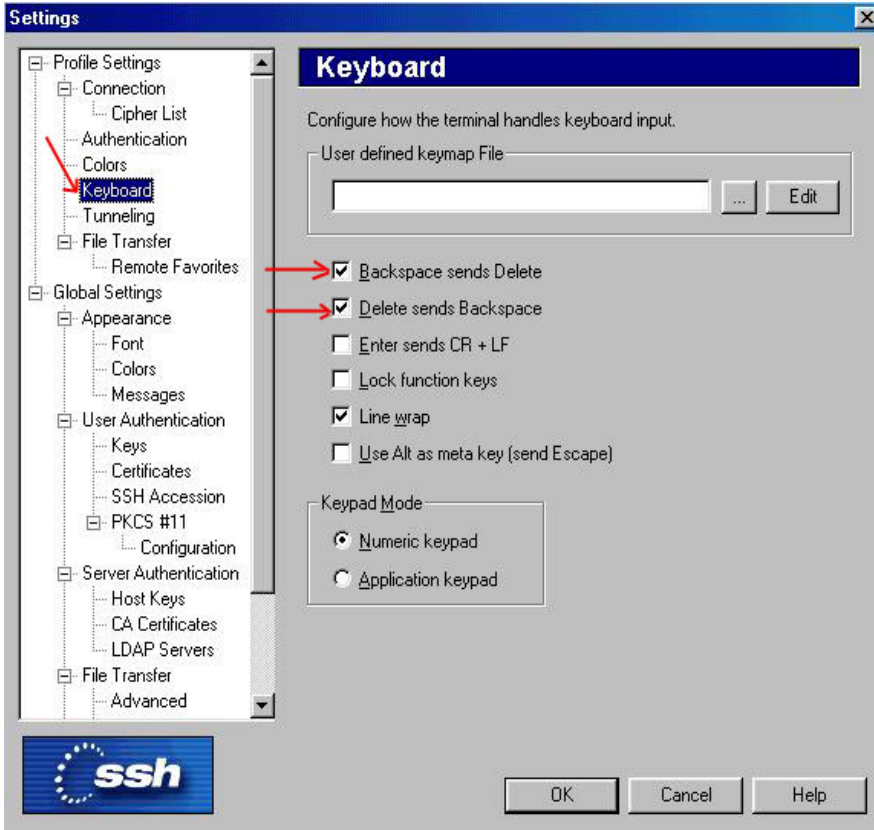 Settings
Profile Settings
Connection
Cipher List
Authentication
Colors
Keyboard
Tunneling
File Transfer
Remote Favorites
Global Settings
Appearance
Font
Colors
Messages
User Authentication
Keys
Certificates
SSH Accession
PKCS #11
Configuration
Server Authentication
Host Keys
CA Certificates
LDAP Servers
File Transfer
Advanced
ssh
Keyboard
Configure how the terminal handles keyboard input.
User defined keymap File
... Edit
Backspace sends Delete
Delete sends Backspace
Enter sends CR + LF
Lock function keys
Line wrap
Use Alt as meta key (send Escape)
Keypad Mode
Numeric keypad
Application keypad
OK Cancel Help